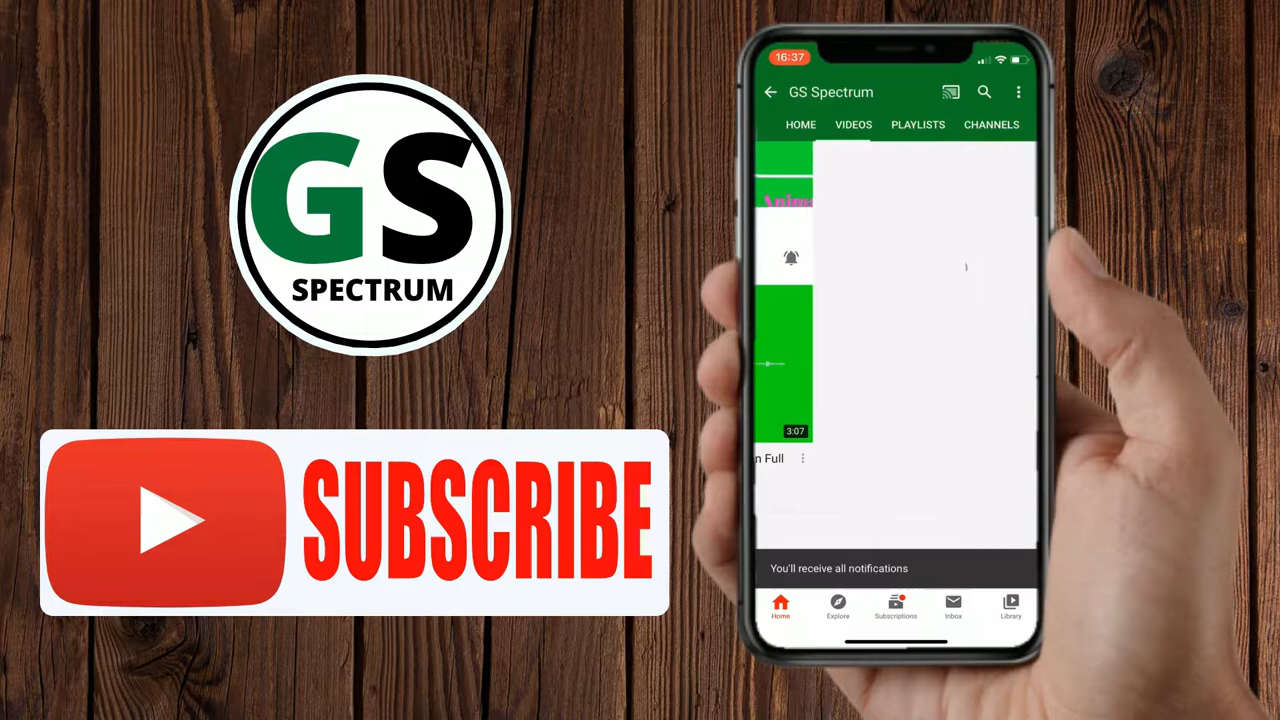 GS
SPECTRUM
SUBSCRIBE
16:37
GS Spectrum
HOME VIDEOS PLAYLISTS CHANNELS
3:07
n Full
You'll receive all notifications
Home Explore Subscriptions Inbox Library